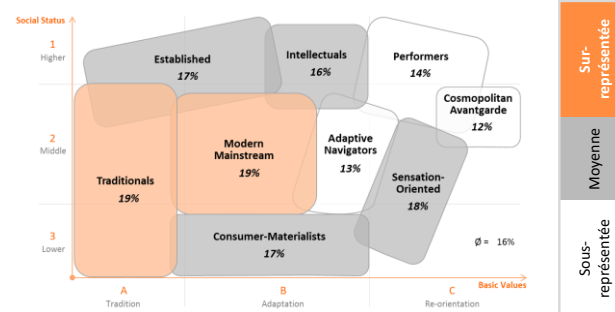 Social Status
1
Higher
2
Middle
3
Lower
Established
17%
Intellectuals
16%
Performers
14%
Cosmopolitan
Avantgarde
12%
Modern
Mainstream
19%
Adaptive
Navigators
13%
Traditionals
19%
Sensation-
Oriented
18%
Consumer-Materialists
17%
Ø = 16%
A
Tradition
B
Adaptation
C
Re-orientation
Basic Values
Sur-
représentée
Moyenne
Sous-
représentée